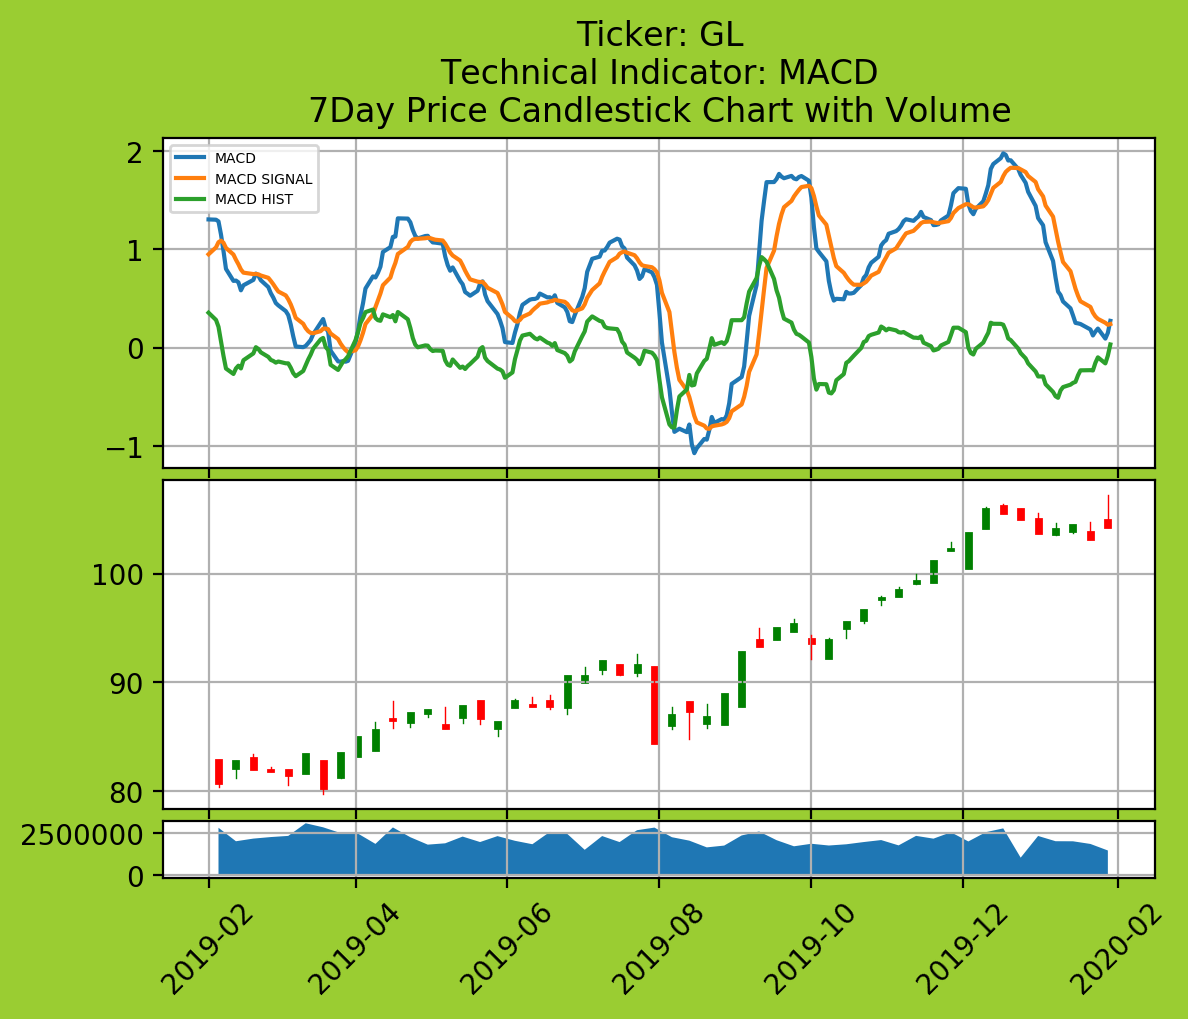 Ticker: GL
Technical Indicator: MACD
7Day Price Candlestick Chart with Volume
MACD
MACD SIGNAL
MACD HIST
2
1
0
−1
100
90
80
2500000
0
2019-02
2019-04
2019-06
2019-08
2019-10
2019-12
2020-02